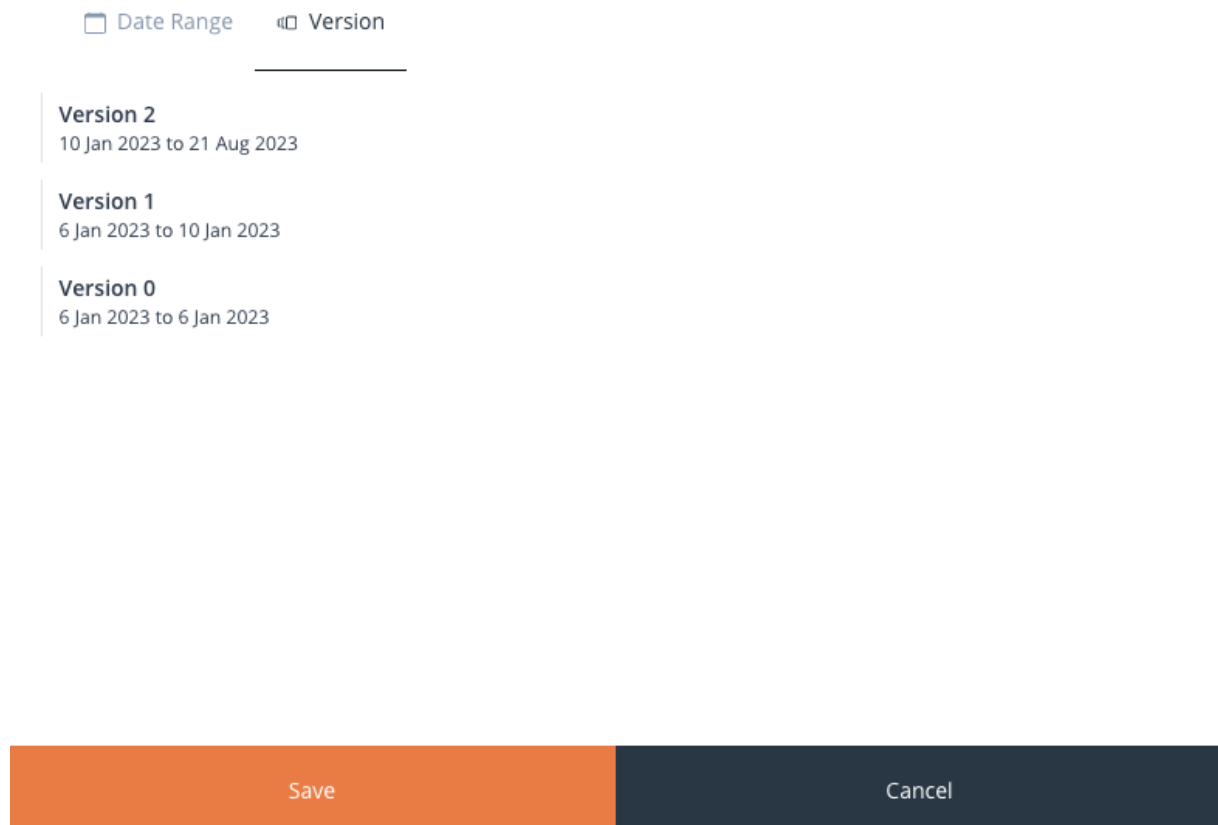 Date Range Version
Version 2
10 Jan 2023 to 21 Aug 2023
Version 1
6 Jan 2023 to 10 Jan 2023
Version 0
6 Jan 2023 to 6 Jan 2023
Save Cancel